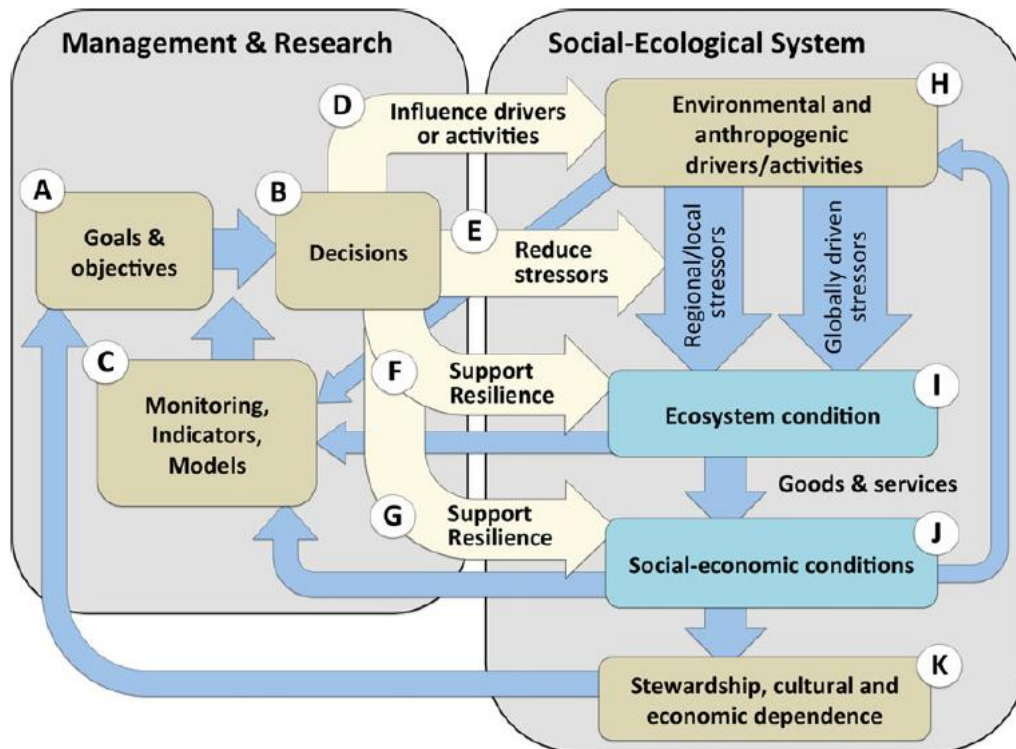 Management & Research
Social-Ecological System
D
Influence drivers
or activities
H
Environmental and
anthropogenic
drivers/activities
A
Goals &
objectives
B
Decisions
E
Reduce
stressors
Regional/local
stressors
Globally driven
stressors
C
Monitoring,
Indicators,
Models
F
Support
Resilience
I
Ecosystem condition
Goods & services
G
Support
Resilience
J
Social-economic conditions
K
Stewardship, cultural and
economic dependence